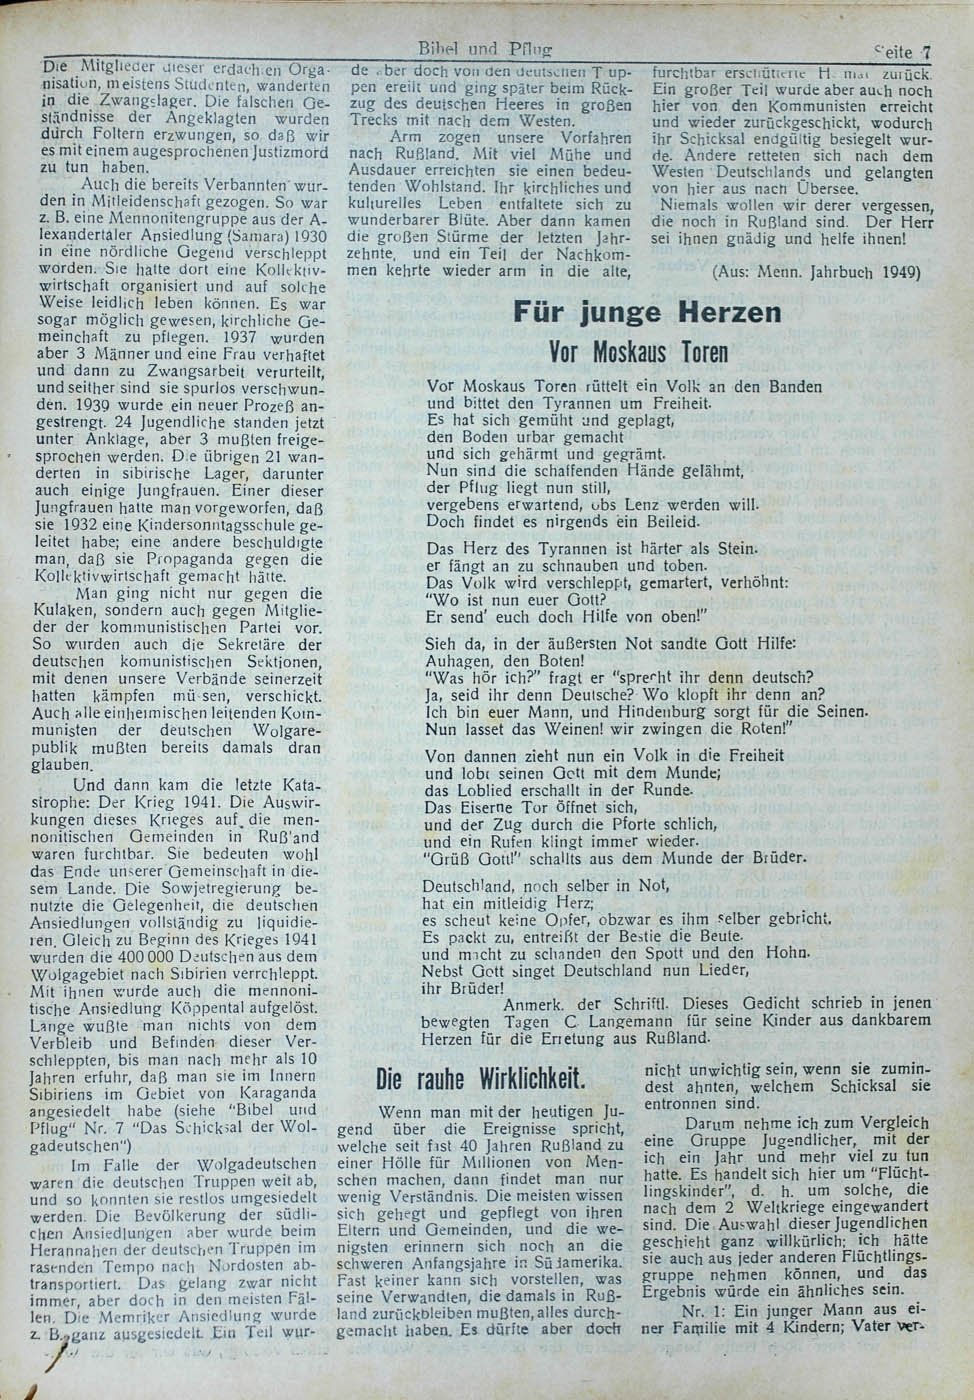 Bibel und Pflug
Seite 7
Die Mitglieder dieser erdachten Orga-
nisation, meistens Studenten, wanderten
in die Zwangslager. Die falschen Ge-
ständnisse der Angeklagten wurden
durch Foltern erzwungen, so daß wir
es mit einem augesprochenen Justizmord
zu tun haben.
Auch die bereits Verbannten wur-
den in Mitleidenschaft gezogen. So war
z. B. eine Mennonitengruppe aus der A-
lexandertaler Ansiedlung (Samara) 1930
in eine nördliche Gegend verschleppt
worden. Sie hatte dort eine Kollektiv-
wirtschaft organisiert und auf solche
Weise leidlich leben können. Es war
sogar möglich gewesen, kirchliche Ge-
meinchaft zu pflegen. 1937 wurden
aber 3 Männer und eine Frau verhaftet
und dann zu Zwangsarbeit verurteilt,
und seither sind sie spurlos verschwun-
den. 1939 wurde ein neuer Prozeß an-
gestrengt. 24 Jugendliche standen jetzt
unter Anklage, aber 3 mußten freige-
sprochen werden. Die übrigen 21 wan-
derten in sibirische Lager, darunter
auch einige Jungfrauen. Einer dieser
Jungfrauen hatte man vorgeworfen, daß
sie 1932 eine Kindersonntagsschule ge-
leitet habe; eine andere beschuldigte
man, daß sie Propaganda gegen die
Kollektivwirtschaft gemacht hätte.
Man ging nicht nur gegen die
Kulaken, sondern auch gegen Mitglie-
der der kommunistischen Partei vor.
So wurden auch die Sekretäre der
deutschen komunistischen Sektionen,
mit denen unsere Verbände seinerzeit
hatten kämpfen müssen, verschickt.
Auch alle einheimischen leitenden Kom-
munisten der deutschen Wolgare-
publik mußten bereits damals dran
glauben.
Und dann kam die letzte Kata-
strophe: Der Krieg 1941. Die Auswir-
kungen dieses Krieges auf die men-
nonitischen Gemeinden in Rußland
waren furchtbar. Sie bedeuten wohl
das Ende unserer Gemeinschaft in die-
sem Lande. Die Sowjetregierung be-
nutzte die Gelegenheit, die deutschen
Ansiedlungen vollständig zu liquidie-
ren. Gleich zu Beginn des Krieges 1941
wurden die 400 000 Deutschen aus dem
Wolgagebiet nach Sibirien verrchleppt.
Mit ihnen wurde auch die mennoni-
tische Ansiedlung Köppental aufgelöst.
Lange wußte man nichts von dem
Verbleib und Befinden dieser Ver-
schleppten, bis man nach mehr als 10
Jahren erfuhr, daß man sie im Innern
Sibiriens im Gebiet von Karaganda
angesiedelt habe (siehe "Bibel und
Pflug" Nr. 7 "Das Schicksal der Wol-
gadeutschen")
Im Falle der Wolgadeutschen
waren die deutschen Truppen weit ab,
und so konnten sie restlos umgesiedelt
werden. Die Bevölkerung der südli-
chen Ansiedlungen aber wurde beim
Herannahen der deutschen Truppen im
rasenden Tempo nach Nordosten ab-
transportiert. Das gelang zwar nicht
immer, aber doch in den meisten Fäl-
len. Die Memriker Ansiedlung wurde
z. B. ganz ausgesiedelt. Ein Teil wur-
de aber doch von den deutschen Trup-
pen ereilt und ging später beim Rück-
zug des deutschen Heeres in großen
Trecks mit nach dem Westen.
Arm zogen unsere Vorfahren
nach Rußland. Mit viel Mühe und
Ausdauer erreichten sie einen bedeu-
tenden Wohlstand. Ihr kirchliches und
kulturelles Leben entfaltete sich zu
wunderbarer Blüte. Aber dann kamen
die großen Stürme der letzten Jahr-
zehnte, und ein Teil der Nachkom-
men kehrte wieder arm in die alte,
furchtbar erschütterte Heimat zurück.
Ein großer Teil wurde aber auch noch
hier von den Kommunisten erreicht
und wieder zurückgeschickt, wodurch
ihr Schicksal endgültig besiegelt wur-
de. Andere retteten sich nach dem
Westen Deutschlands und gelangten
von hier aus nach Übersee.
Niemals wollen wir derer vergessen,
die noch in Rußland sind. Der Herr
sei ihnen gnädig und helfe ihnen!
(Aus: Menn. Jahrbuch 1949)
Für junge Herzen
Vor Moskaus Toren
Vor Moskaus Toren rüttelt ein Volk an den Banden
und bittet den Tyrannen um Freiheit.
Es hat sich gemüht und geplagt,
den Boden urbar gemacht
und sich gehärmt und gegrämt.
Nun sind die schaffenden Hände gelähmt,
der Pflug liegt nun still,
vergebens erwartend, obs Lenz werden will.
Doch findet es nirgends ein Beileid.
Das Herz des Tyrannen ist härter als Stein.
er fängt an zu schnauben und toben.
Das Volk wird verschleppt, gemartert, verhöhnt:
"Wo ist nun euer Gott?
Er send' euch doch Hilfe von oben!"
Sieh da, in der äußersten Not sandte Gott Hilfe:
Auhagen, den Boten!
"Was hör ich?" fragt er "sprecht ihr denn deutsch?
Ja, seid ihr denn Deutsche? Wo klopft ihr denn an?
Ich bin euer Mann, und Hindenburg sorgt für die Seinen.
Nun lasset das Weinen! wir zwingen die Roten!"
Von dannen zieht nun ein Volk in die Freiheit
und lobt seinen Gott mit dem Munde;
das Loblied erschallt in der Runde.
Das Eiserne Tor öffnet sich,
und der Zug durch die Pforte schlich,
und ein Rufen klingt immer wieder.
"Grüß Gott!" schallts aus dem Munde der Brüder.
Deutschland, noch selber in Not,
hat ein mitleidig Herz;
es scheut keine Opfer, obzwar es ihm selber gebricht.
Es packt zu, entreißt der Bestie die Beute.
und macht zu schanden den Spott und den Hohn.
Nebst Gott singet Deutschland nun Lieder,
ihr Brüder!
Anmerk. der Schriftl. Dieses Gedicht schrieb in jenen
bewegten Tagen C. Langemann für seine Kinder aus dankbarem
Herzen für die Erretung aus Rußland.
Die rauhe Wirklichkeit.
Wenn man mit der heutigen Ju-
gend über die Ereignisse spricht,
welche seit fast 40 Jahren Rußland zu
einer Hölle für Millionen von Men-
schen machen, dann findet man nur
wenig Verständnis. Die meisten wissen
sich gehegt und gepflegt von ihren
Eltern und Gemeinden, und die we-
nigsten erinnern sich noch an die
schweren Anfangsjahre in Südamerika.
Fast keiner kann sich vorstellen, was
seine Verwandten, die damals in Ruß-
land zurückbleiben mußten, alles durch-
gemacht haben. Es dürfte aber doch
nicht unwichtig sein, wenn sie zumin-
dest ahnten, welchem Schicksal sie
entronnen sind.
Darum nehme ich zum Vergleich
eine Gruppe Jugendlicher, mit der
ich ein Jahr und mehr viel zu tun
hatte. Es handelt sich hier um "Flücht-
lingskinder", d. h. um solche, die
nach dem 2 Weltkriege eingewandert
sind. Die Auswahl dieser Jugendlichen
geschieht ganz willkürlich; ich hätte
sie auch aus jeder anderen Flüchtlings-
gruppe nehmen können, und das
Ergebnis würde ein ähnliches sein.
Nr. 1: Ein junger Mann aus ei-
ner Familie mit 4 Kindern; Vater ver-